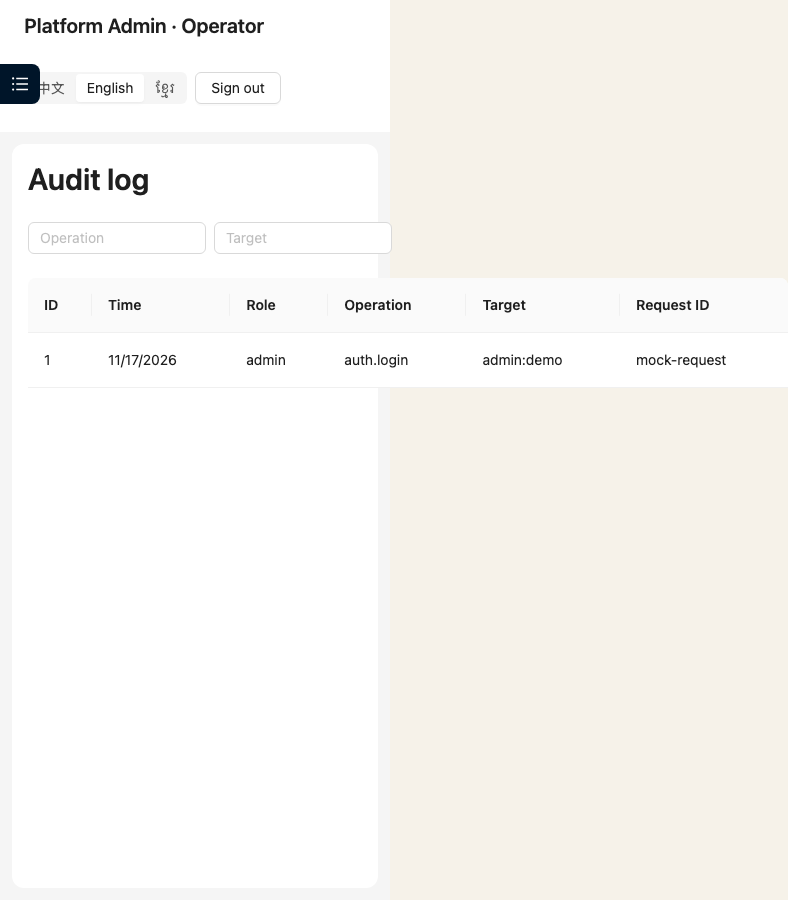 Platform Admin · Operator
中文 English ខ្មែរ Sign out
Audit log
Operation Target
ID Time Role Operation Target Request ID
1 11/17/2026 admin auth.login admin:demo mock-request